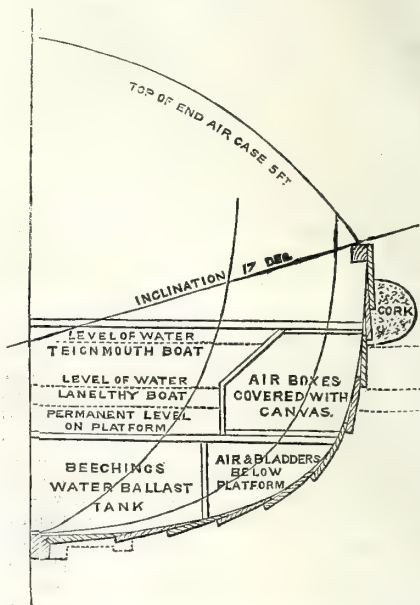 TOP OF END AIR CASE 5FT
INCLINATION 17 DEG
CORK
LEVEL OF WATER
TEIGNMOUTH BOAT
LEVEL OF WATER
LANELTHY BOAT
PERMANENT LEVEL
ON PLATFORM
AIR BOXES
COVERED WITH
CANVAS.
BEECHINGS
WATER BALLAST
TANK
AIR & BLADDERS
BELOW
PLATFORM